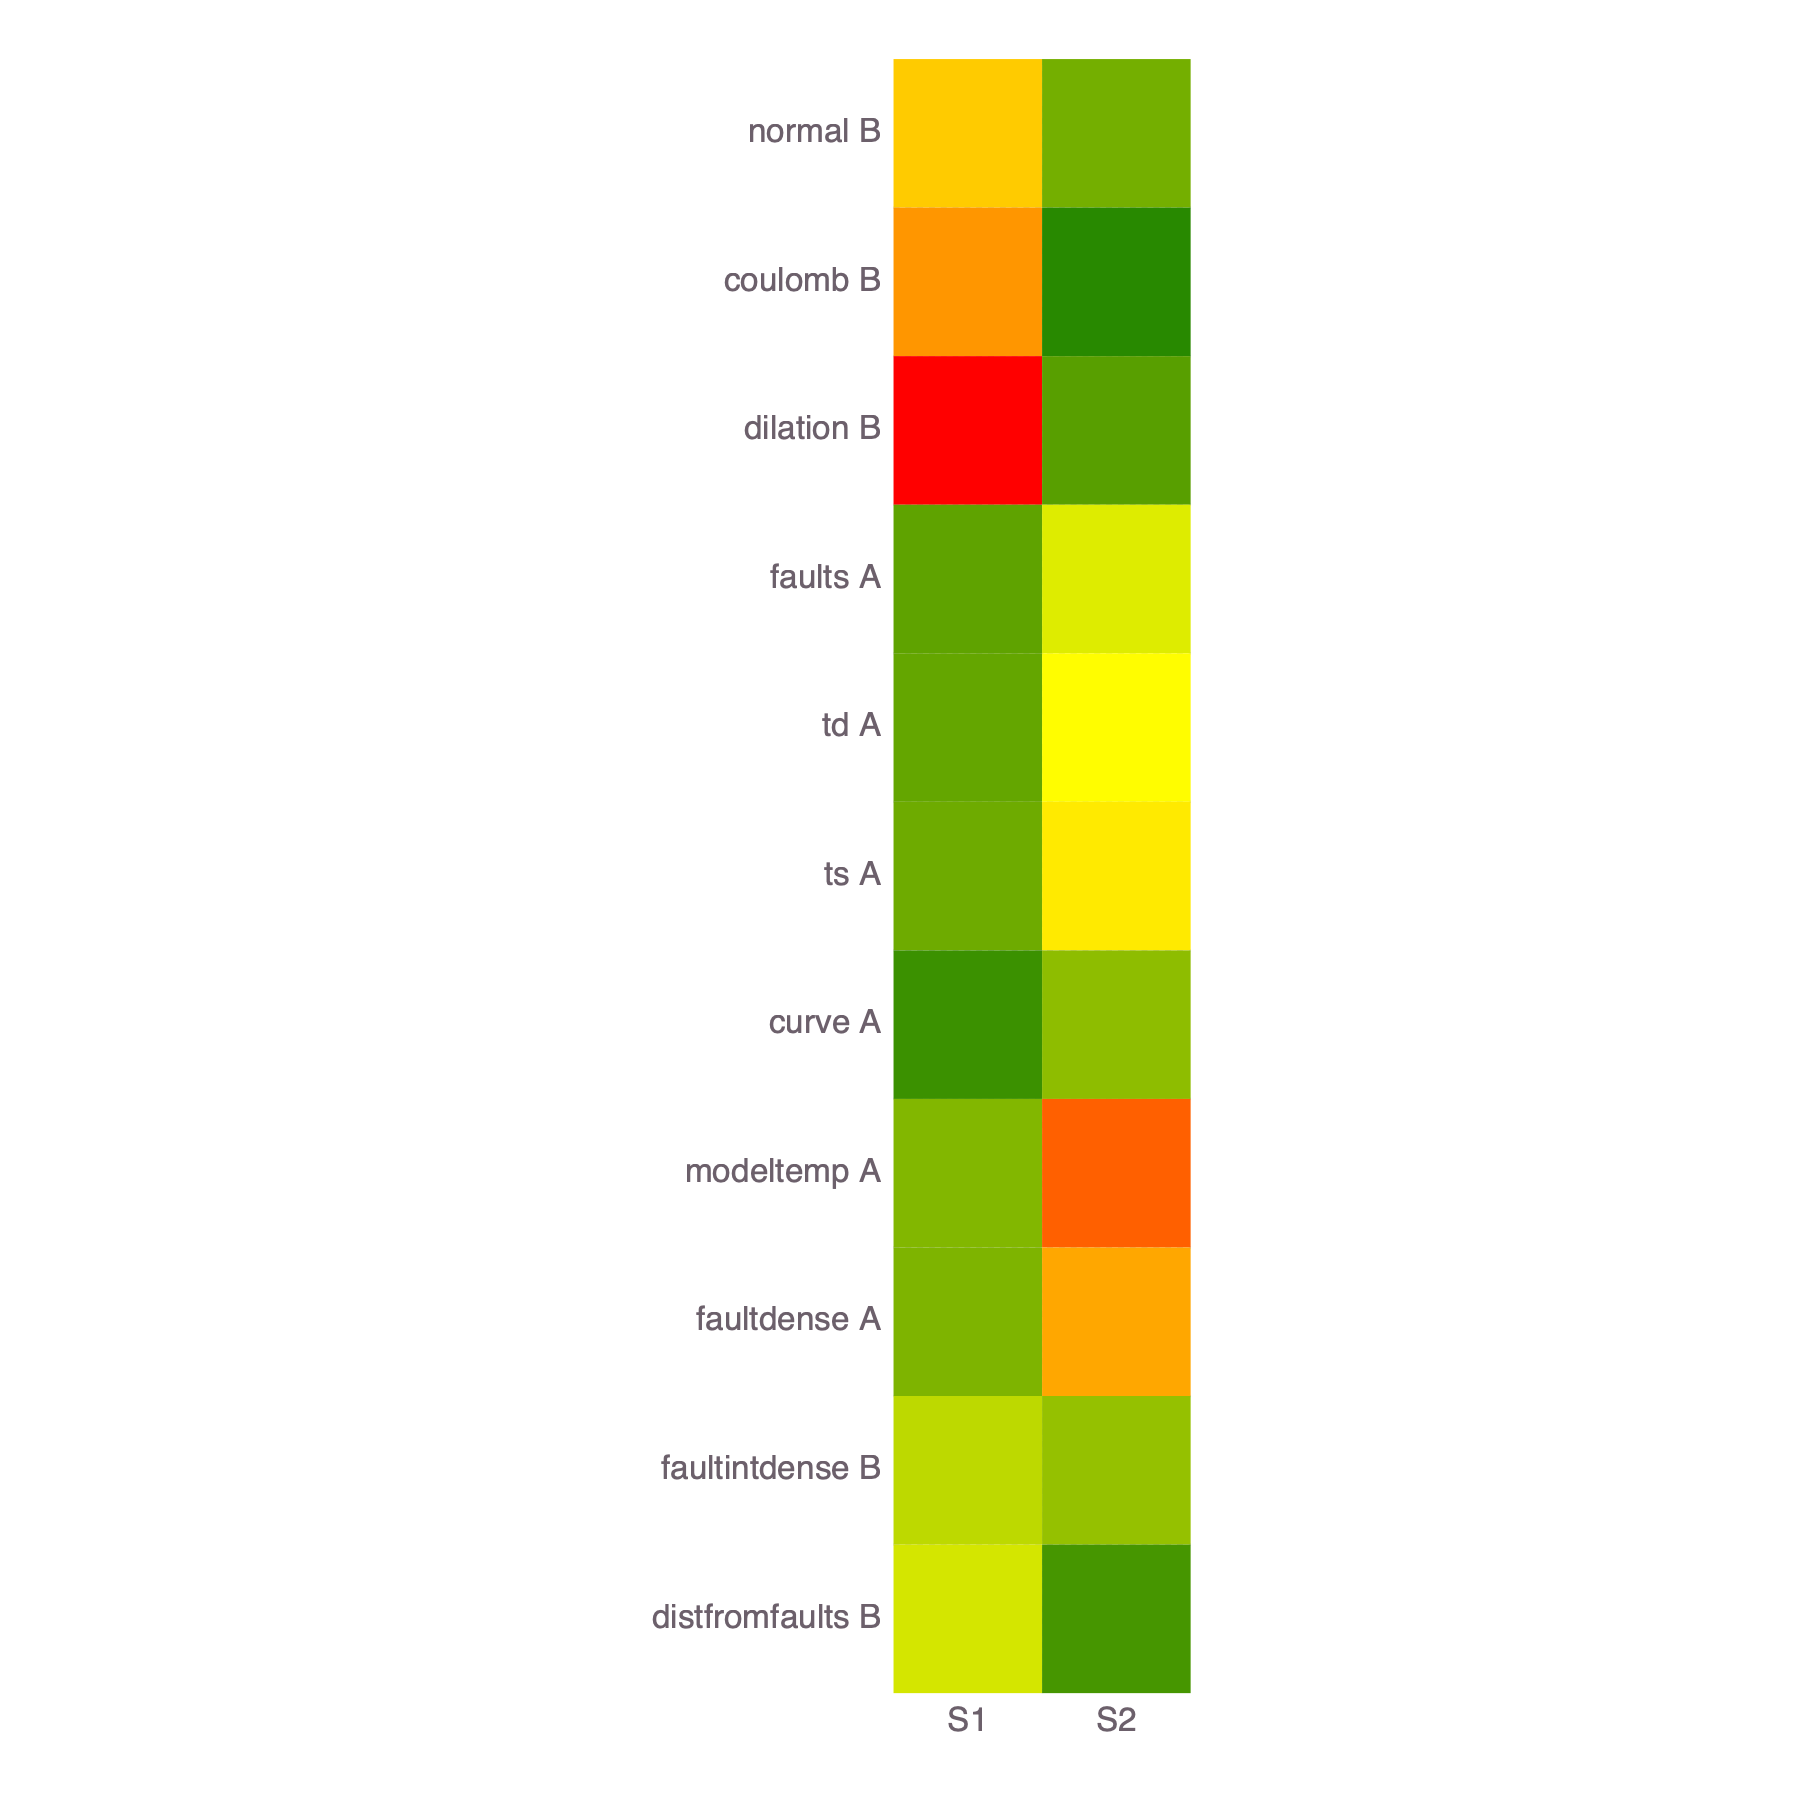 normal B
coulomb B
dilation B
faults A
td A
ts A
curve A
modeltemp A
faultdense A
faultintdense B
distfromfaults B
S1 S2